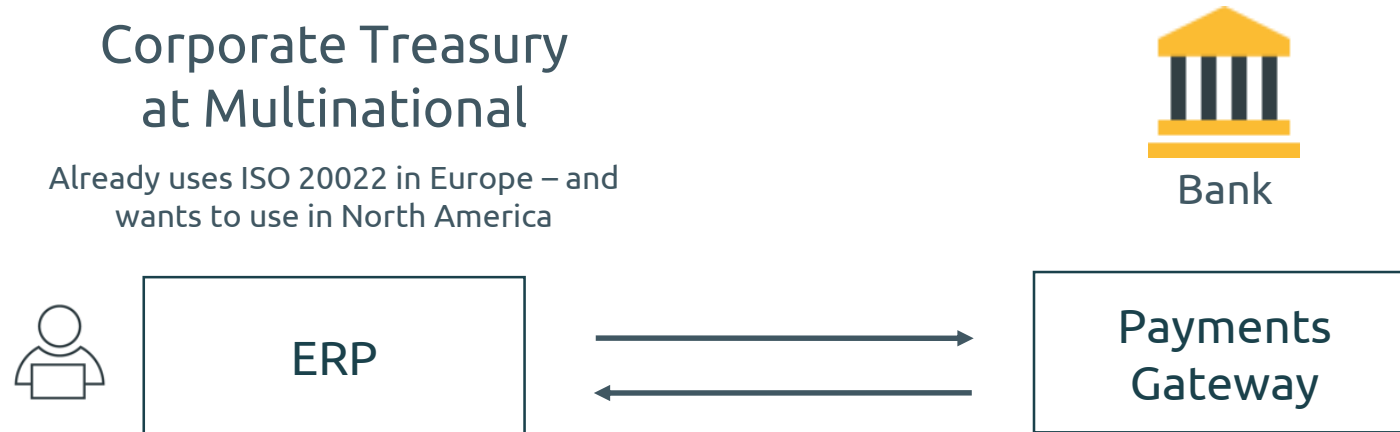 Corporate Treasury
at Multinational
Already uses ISO 20022 in Europe – and
wants to use in North America
Bank
ERP
Payments
Gateway